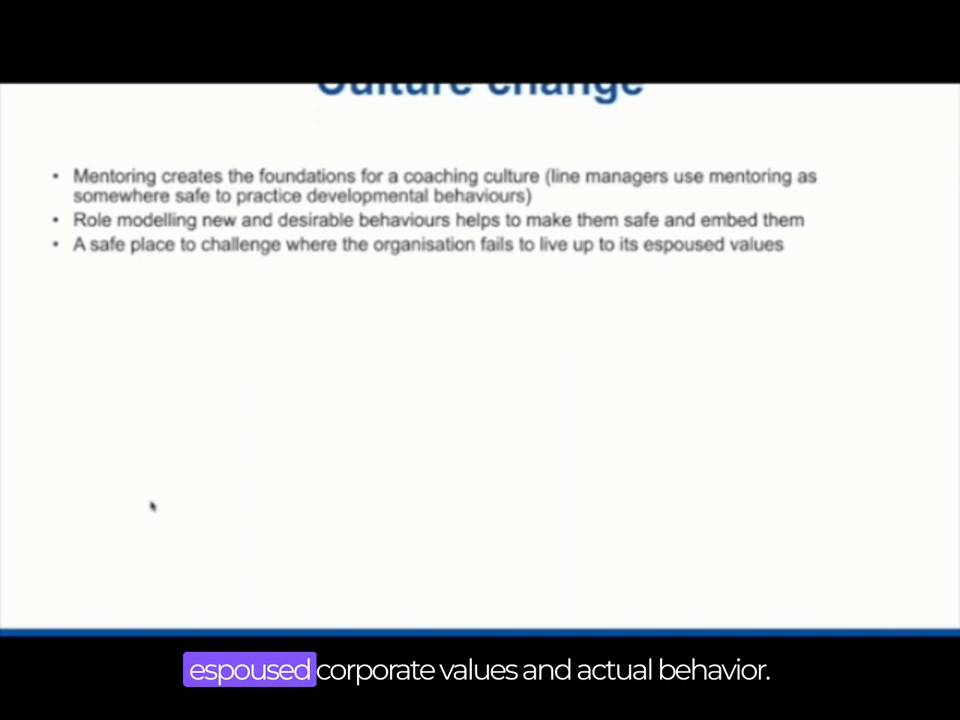 Culture change
• Mentoring creates the foundations for a coaching culture (line managers use mentoring as
somewhere safe to practice developmental behaviours)
• Role modelling new and desirable behaviours helps to make them safe and embed them
• A safe place to challenge where the organisation fails to live up to its espoused values
espoused corporate values and actual behavior.